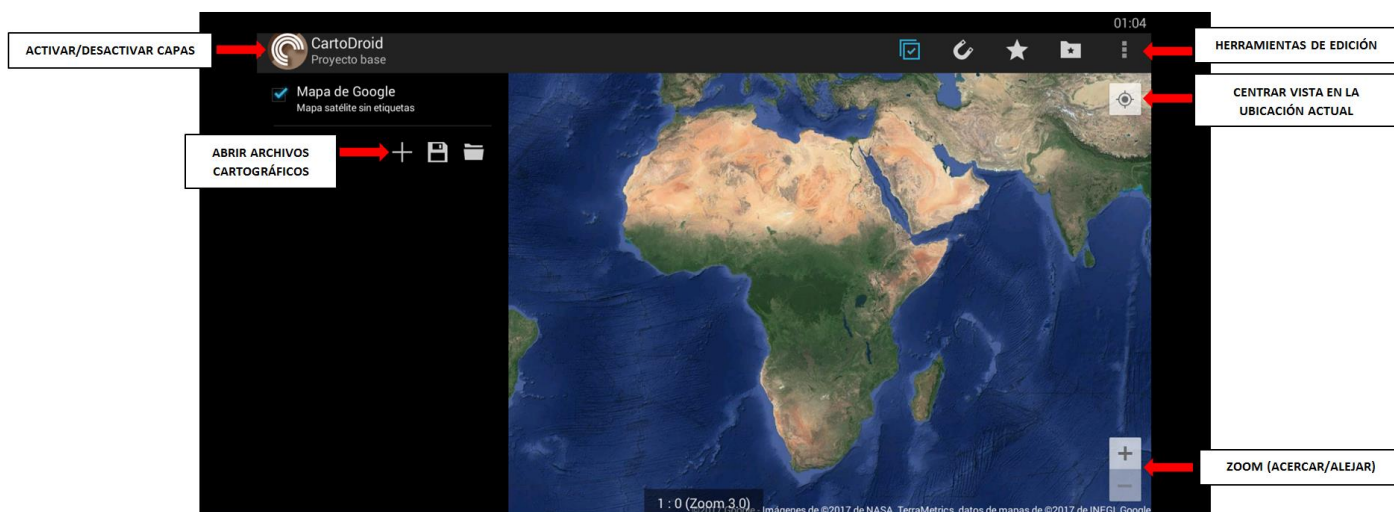 01:04
ACTIVAR/DESACTIVAR CAPAS
CartoDroid
Proyecto base
HERRAMIENTAS DE EDICIÓN
Mapa de Google
Mapa satélite sin etiquetas
CENTRAR VISTA EN LA
UBICACIÓN ACTUAL
ABRIR ARCHIVOS
CARTOGRÁFICOS
ZOOM (ACERCAR/ALEJAR)
1 : 0 (Zoom 3.0)
©2017 Google - Imágenes de ©2017 de NASA, TerraMetrics, datos de mapas de ©2017 de INEGI, Google